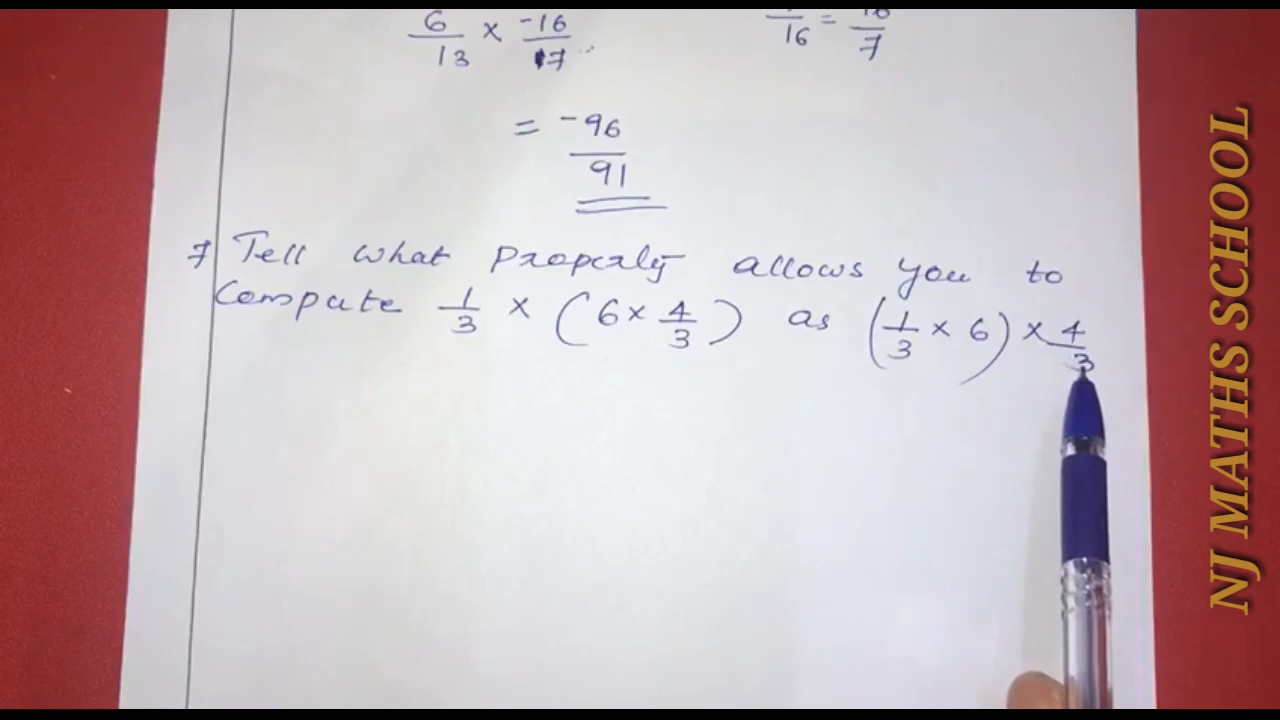 6/13 × -16/7
16 = /7
= -96/91
7 Tell what property allows you to
Compute 1/3 × (6 × 4/3) as (1/3 × 6) × 4/3
NJ MATHS SCHOOL